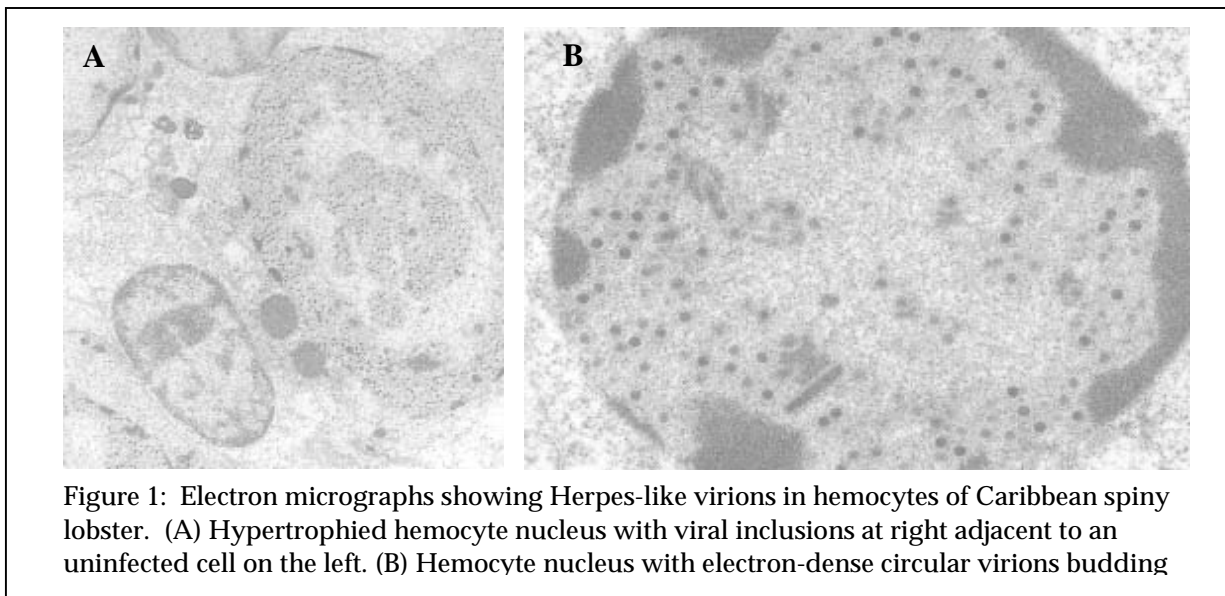 A B
Figure 1: Electron micrographs showing Herpes-like virions in hemocytes of Caribbean spiny
lobster. (A) Hypertrophied hemocyte nucleus with viral inclusions at right adjacent to an
uninfected cell on the left. (B) Hemocyte nucleus with electron-dense circular virions budding